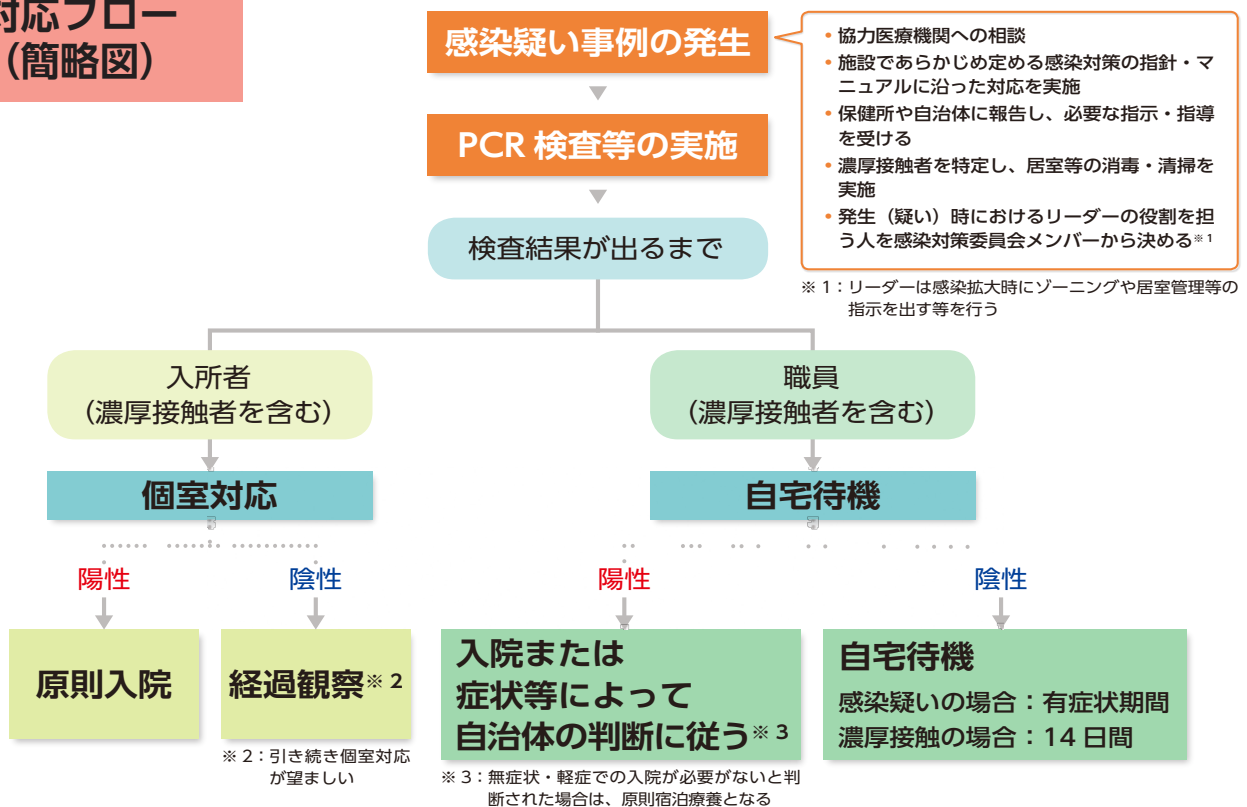 対応フロー
（簡略図）
感染疑い事例の発生
• 協力医療機関への相談
• 施設であらかじめ定める感染対策の指針・マ
ニュアルに沿った対応を実施
• 保健所や自治体に報告し、必要な指示・指導
を受ける
• 濃厚接触者を特定し、居室等の消毒・清掃を
実施
• 発生（疑い）時におけるリーダーの役割を担
う人を感染対策委員会メンバーから決める※1
※1：リーダーは感染拡大時にゾーニングや居室管理等の
指示を出す等を行う
PCR 検査等の実施
検査結果が出るまで
入所者
（濃厚接触者を含む）
職員
（濃厚接触者を含む）
個室対応
自宅待機
陽性
陰性
陽性
陰性
原則入院
経過観察※2
※2：引き続き個室対応
が望ましい
入院または
症状等によって
自治体の判断に従う※3
※3：無症状・軽症での入院が必要がないと判
断された場合は、原則宿泊療養となる
自宅待機
感染疑いの場合：有症状期間
濃厚接触の場合：14日間